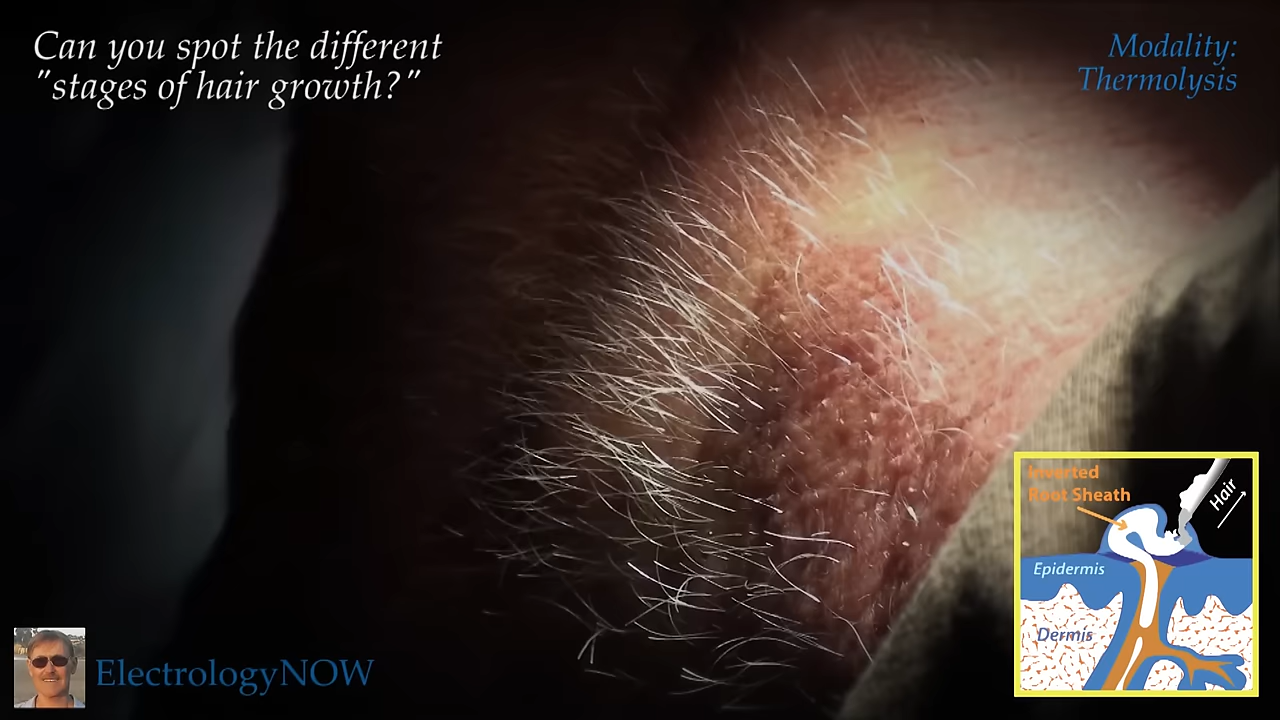 Can you spot the different
"stages of hair growth?"
Modality:
Thermolysis
Inverted
Root Sheath
Hair
Epidermis
Dermis
ElectrologyNOW